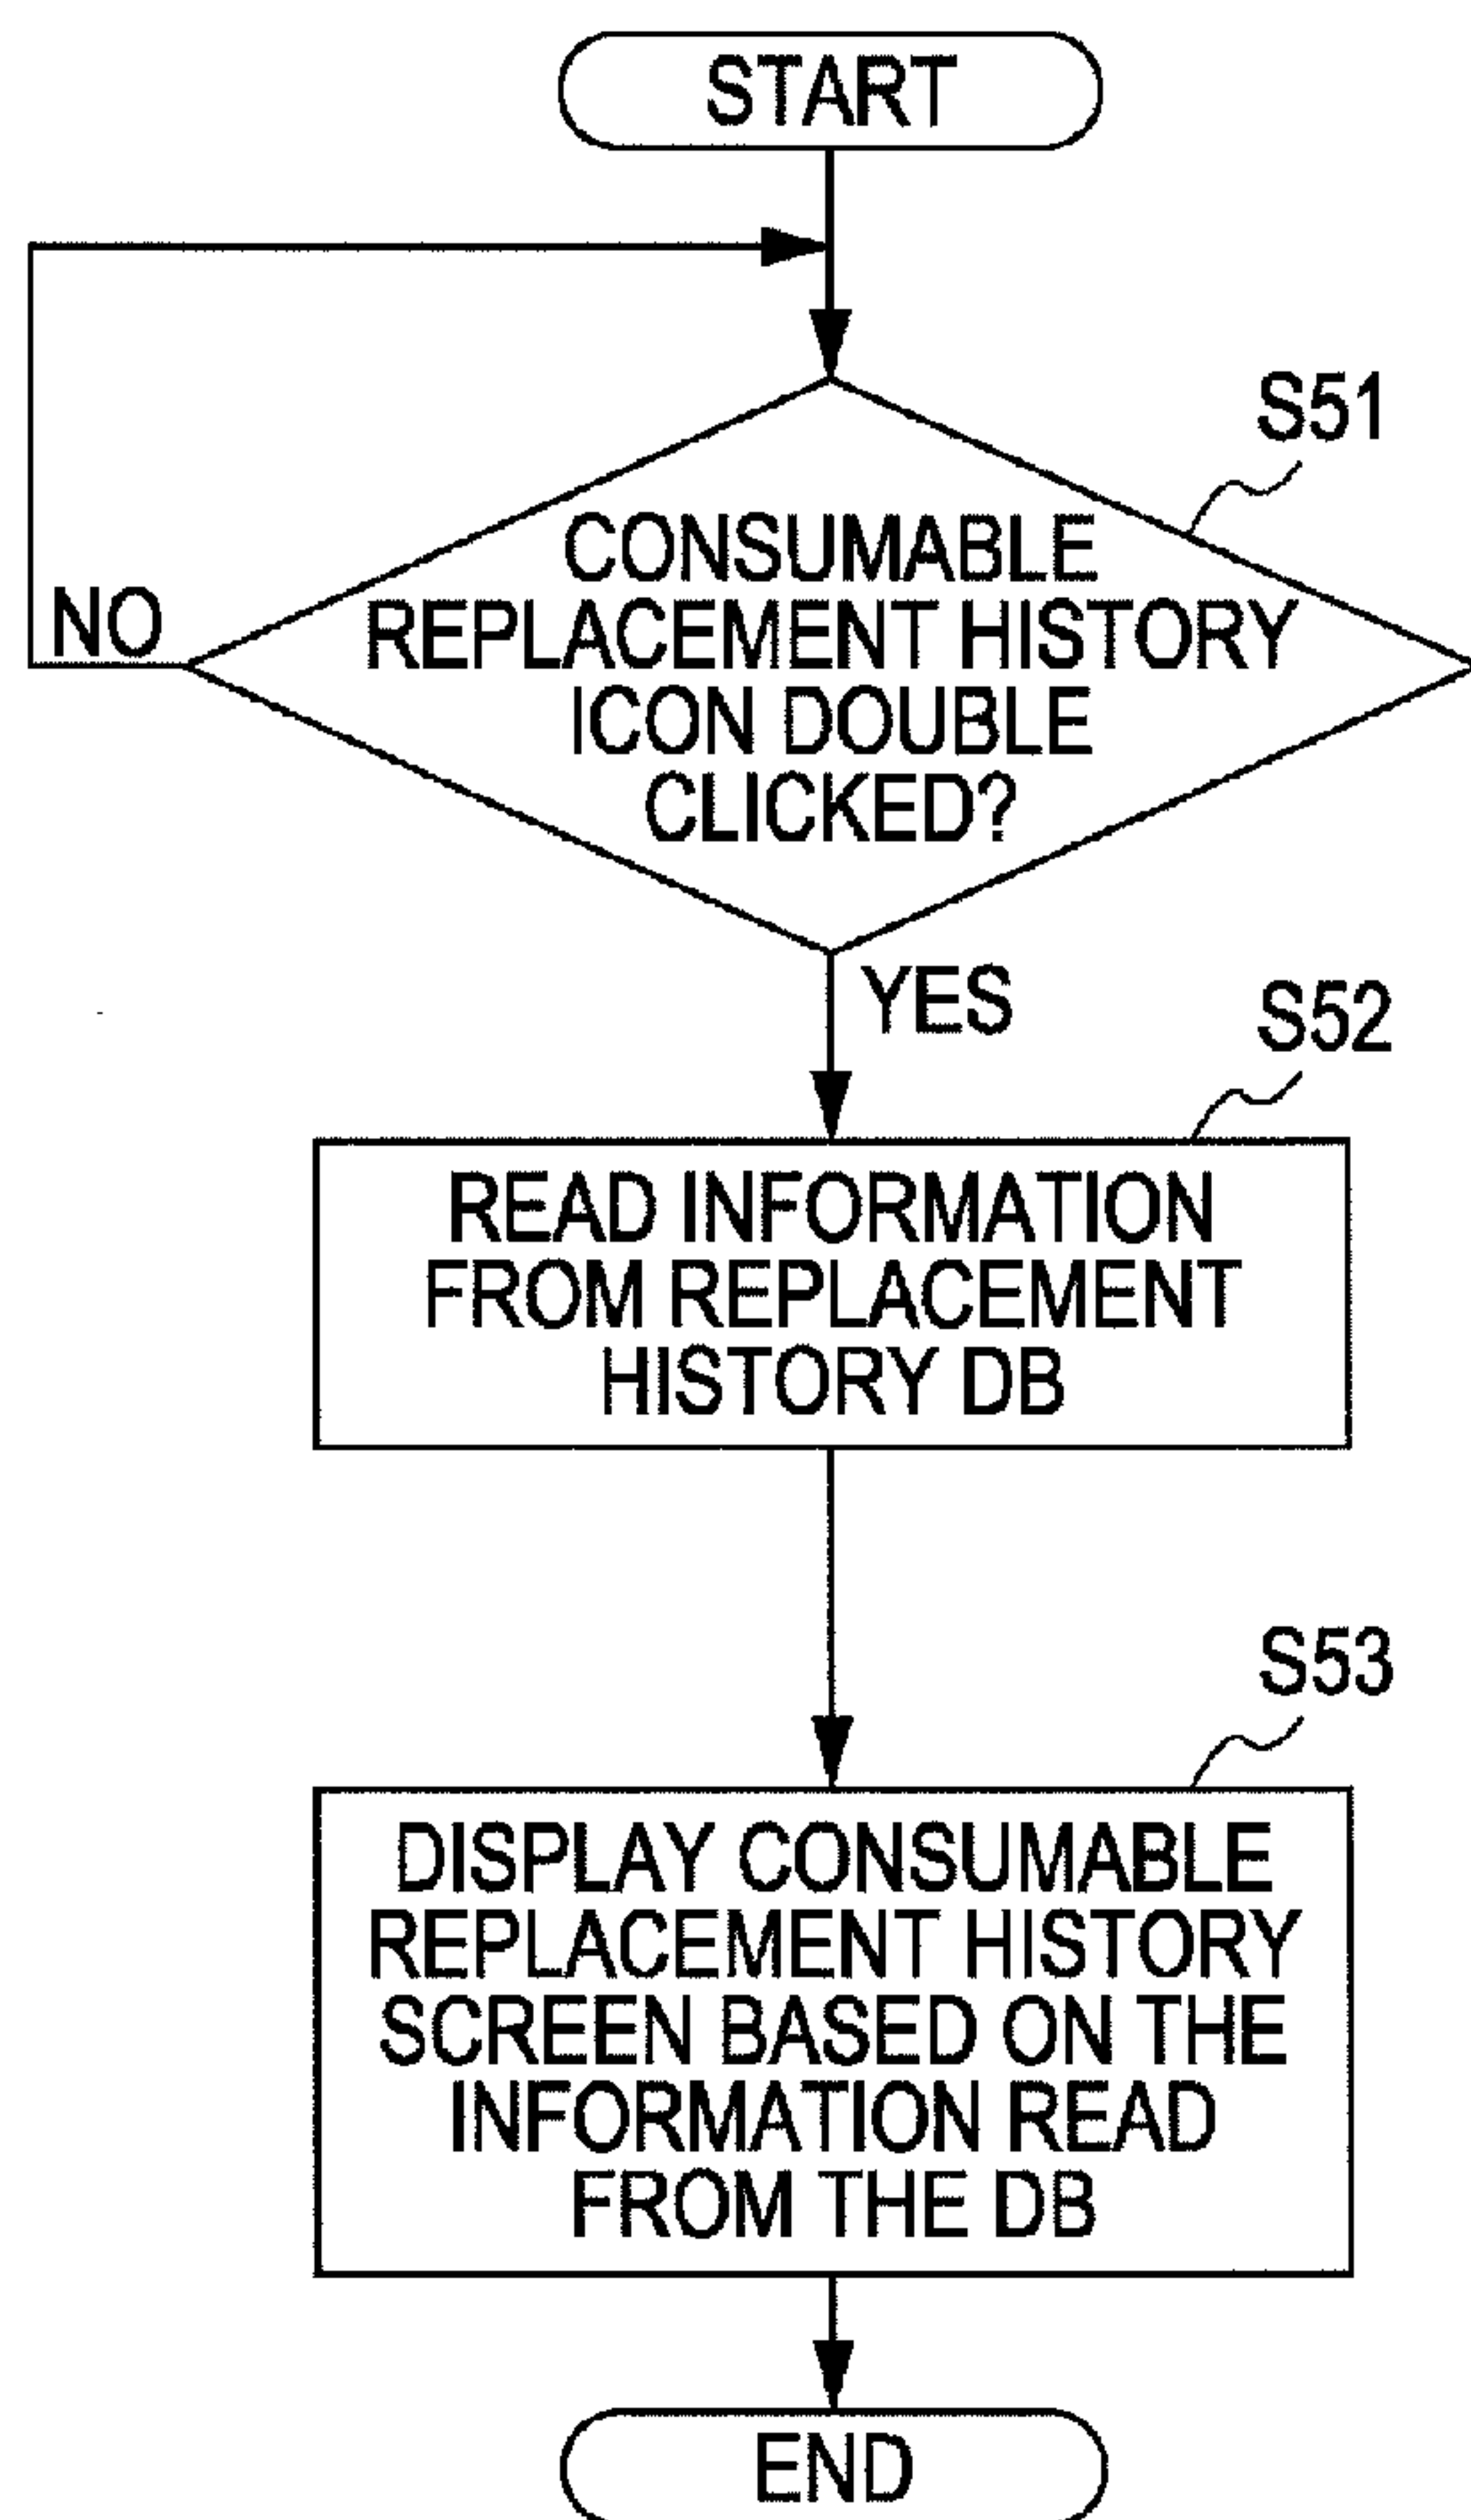 START
S51
CONSUMABLE
REPLACEMENT HISTORY
ICON DOUBLE
CLICKED?
NO
YES
S52
READ INFORMATION
FROM REPLACEMENT
HISTORY DB
S53
DISPLAY CONSUMABLE
REPLACEMENT HISTORY
SCREEN BASED ON THE
INFORMATION READ
FROM THE DB
END